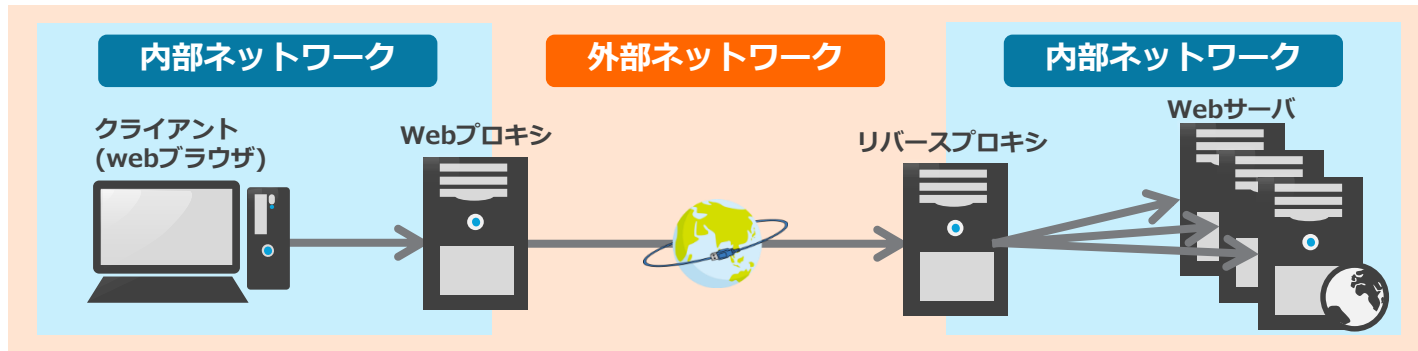 内部ネットワーク
外部ネットワーク
内部ネットワーク
クライアント
(webブラウザ)
Webプロキシ
リバースプロキシ
Webサーバ